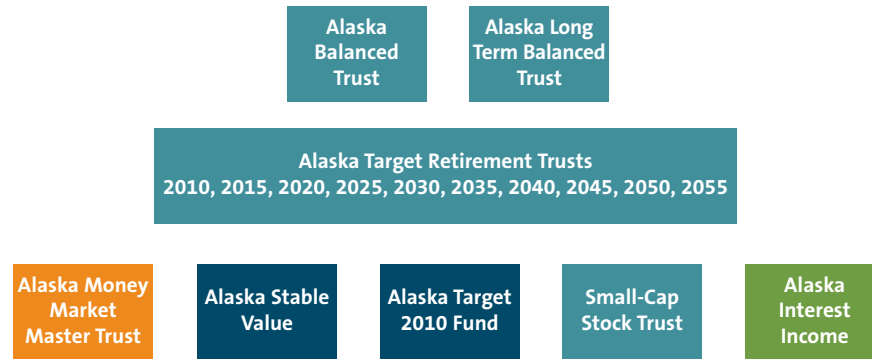 Alaska
Balanced
Trust
Alaska Long
Term Balanced
Trust
Alaska Target Retirement Trusts
2010, 2015, 2020, 2025, 2030, 2035, 2040, 2045, 2050, 2055
Alaska Money
Market
Master Trust
Alaska Stable
Value
Alaska Target
2010 Fund
Small-Cap
Stock Trust
Alaska
Interest
Income